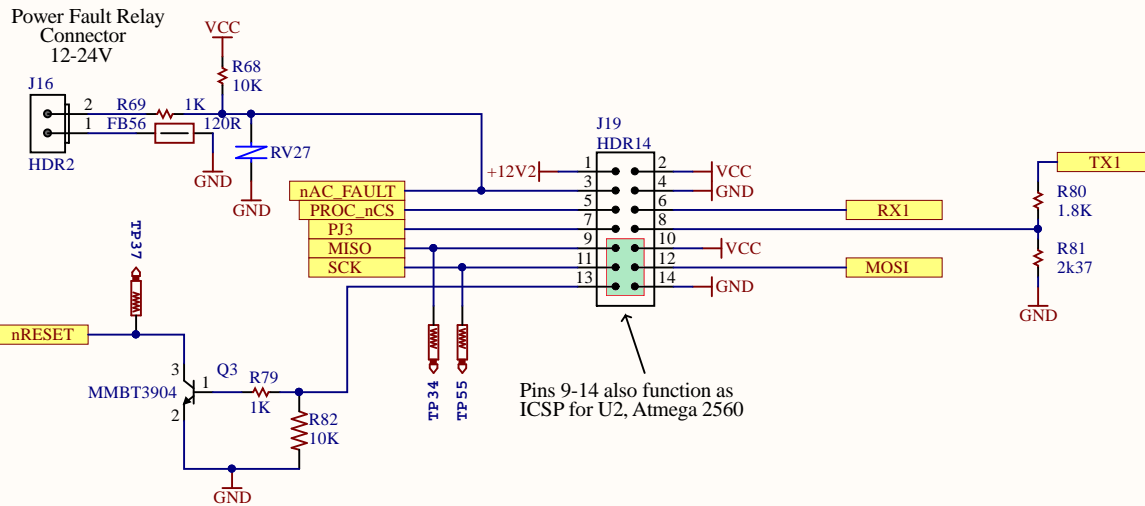 Power Fault Relay
Connector
12-24V
VCC
J16
R68
10K
2
R69
1K
1
FB56
120R
HDR2
GND
RV27
GND
J19
HDR14
+12V2
1
2
VCC
nAC_FAULT
3
4
GND
PROC_nCS
5
6
RX1
PJ3
7
8
MISO
9
10
VCC
SCK
11
12
MOSI
13
14
GND
TX1
R80
1.8K
R81
2k37
GND
TP37
nRESET
3
Q3
MMBT3904
1
R79
1K
2
R82
10K
GND
TP34
TP55
Pins 9-14 also function as
ICSP for U2, Atmega 2560